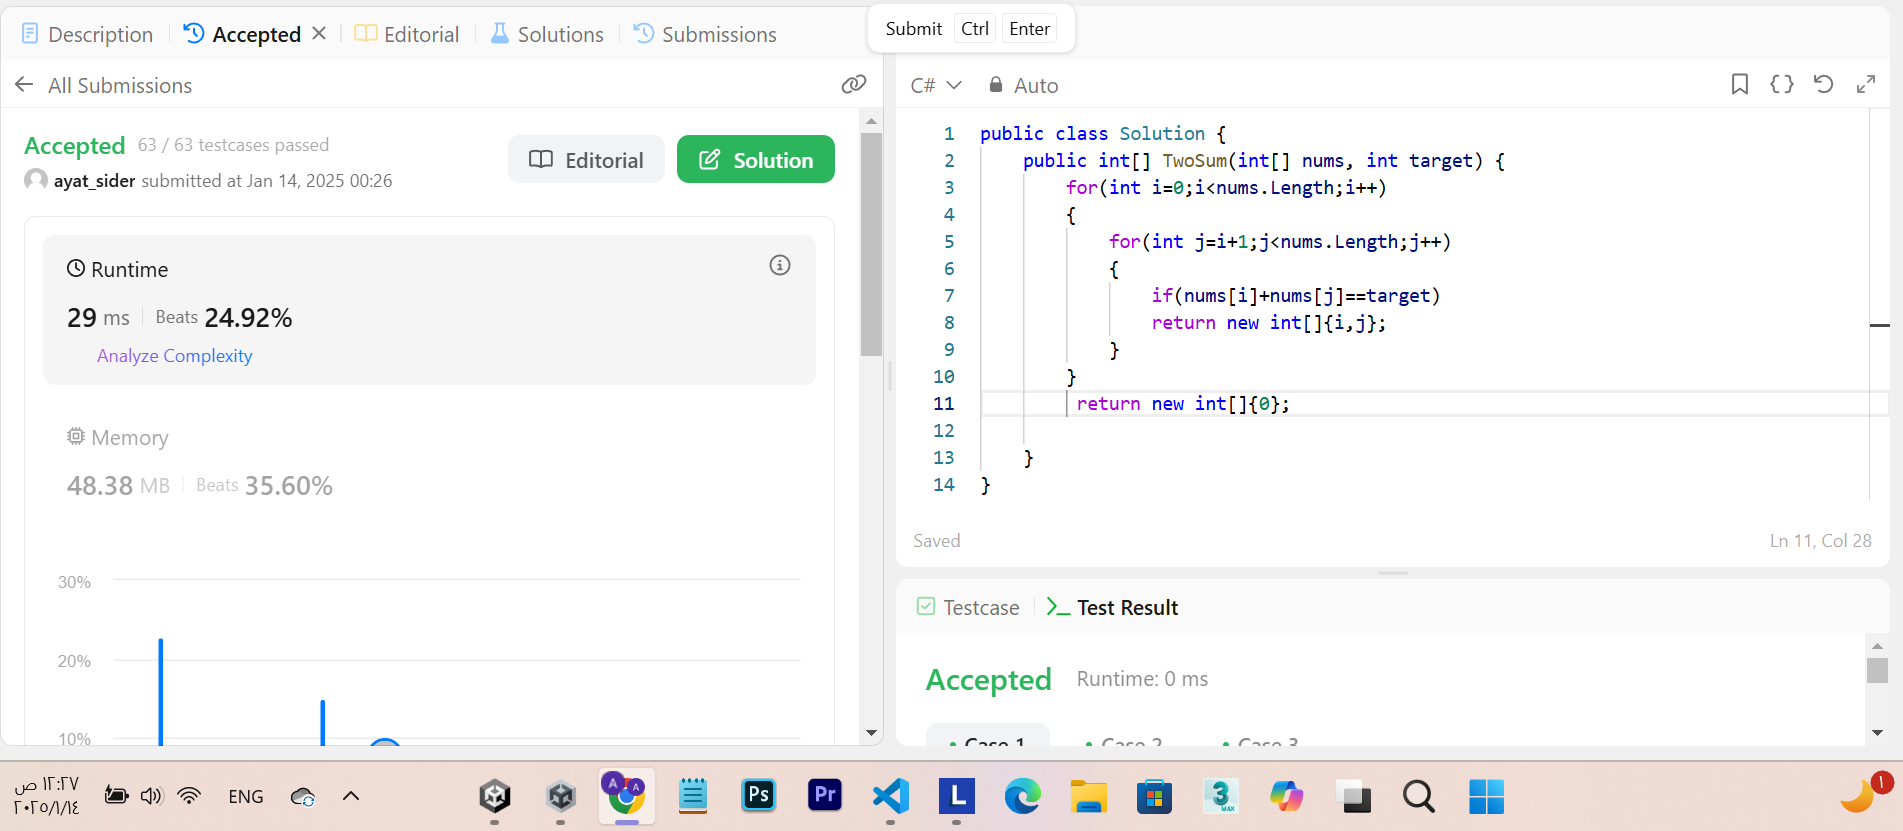 Description
Accepted
Editorial
Solutions
Submissions
Submit Ctrl Enter
All Submissions
Accepted 63 / 63 testcases passed
ayat_sider submitted at Jan 14, 2025 00:26
Editorial
Solution
Runtime
29 ms Beats 24.92%
Analyze Complexity
Memory
48.38 MB Beats 35.60%
30%
20%
10%
C# Auto
1 public class Solution {
2 public int[] TwoSum(int[] nums, int target) {
3 for(int i=0;i<nums.Length;i++)
4 {
5 for(int j=i+1;j<nums.Length;j++)
6 {
7 if(nums[i]+nums[j]==target)
8 return new int[]{i,j};
9 }
10 }
11 return new int[]{0};
12
13 }
14 }
Saved
Ln 11, Col 28
Testcase
Test Result
Accepted Runtime: 0 ms
Case 1 Case 2 Case 3
١٢:٢٧ ص
٢٠٢٥/١/١٤
ENG
A
A
Ps
Pr
L
3
MAX
١